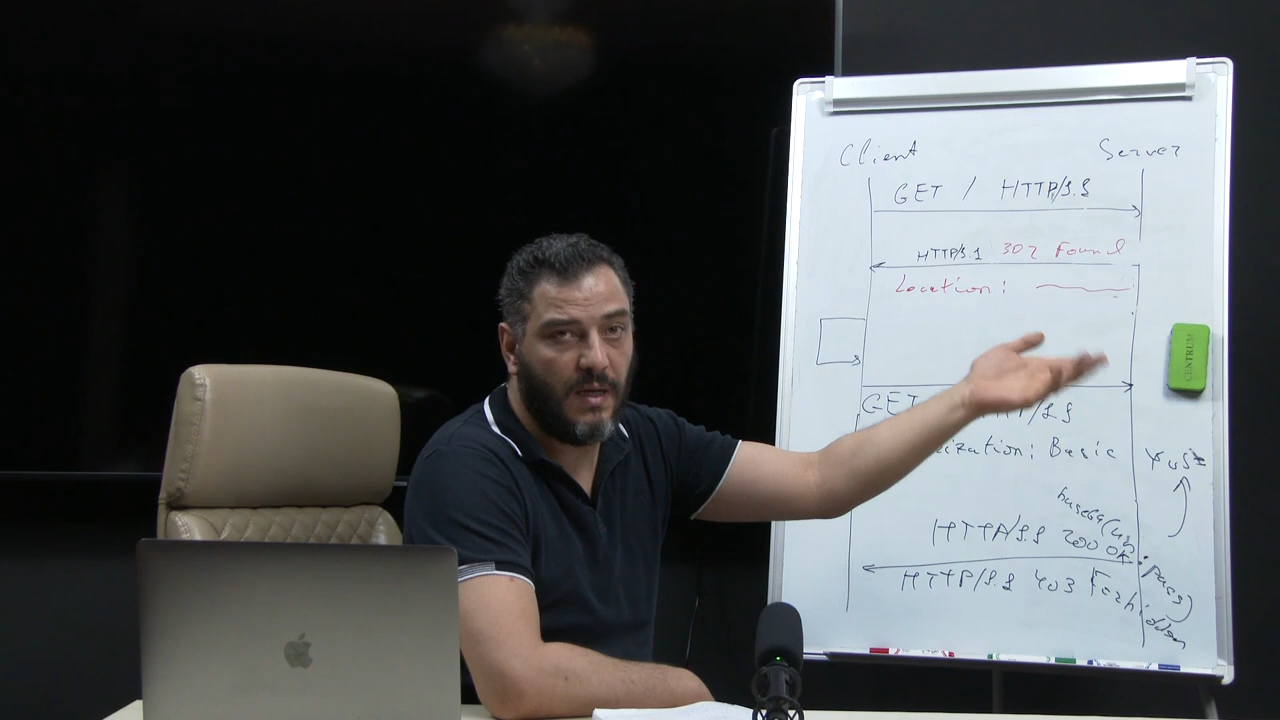 Client Server
GET / HTTP/1.1
HTTP/1.1 302 Found
Location:
GET
Basic
HTTP/1.1 200 OK
HTTP/1.1 403 Forbidden
CENTRUM